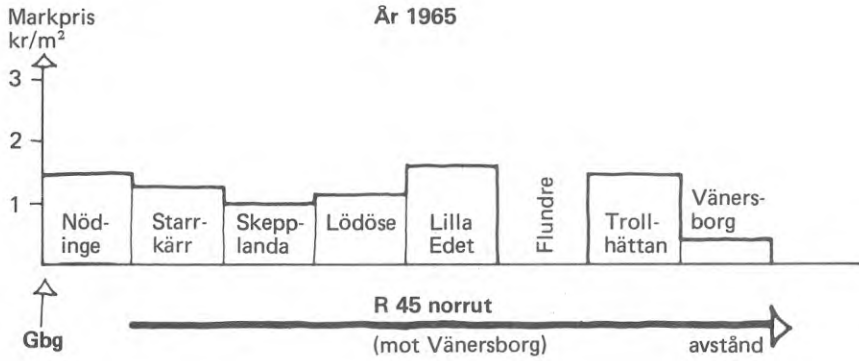 Markpris
kr/m²
År 1965
3
2
1
Nöd-
inge
Starr-
kärr
Skepp-
landa
Lödöse
Lilla
Edet
Flundre
Troll-
hättan
Väners-
borg
Gbg
R 45 norrut
(mot Vänersborg)
avstånd